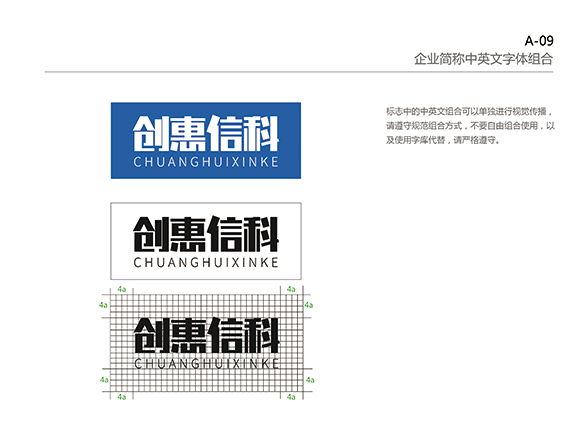 A-09
企业简称中英文字体组合
标志中的中英文组合可以单独进行视觉传播，
请遵守规范组合方式，不要自由组合使用，以
及使用字库代替，请严格遵守。
创惠信科
CHUANGHUIXINKE
创惠信科
CHUANGHUIXINKE
4a 4a
4a 4a
创惠信科
CHUANGHUIXINKE
4a 4a
4a 4a